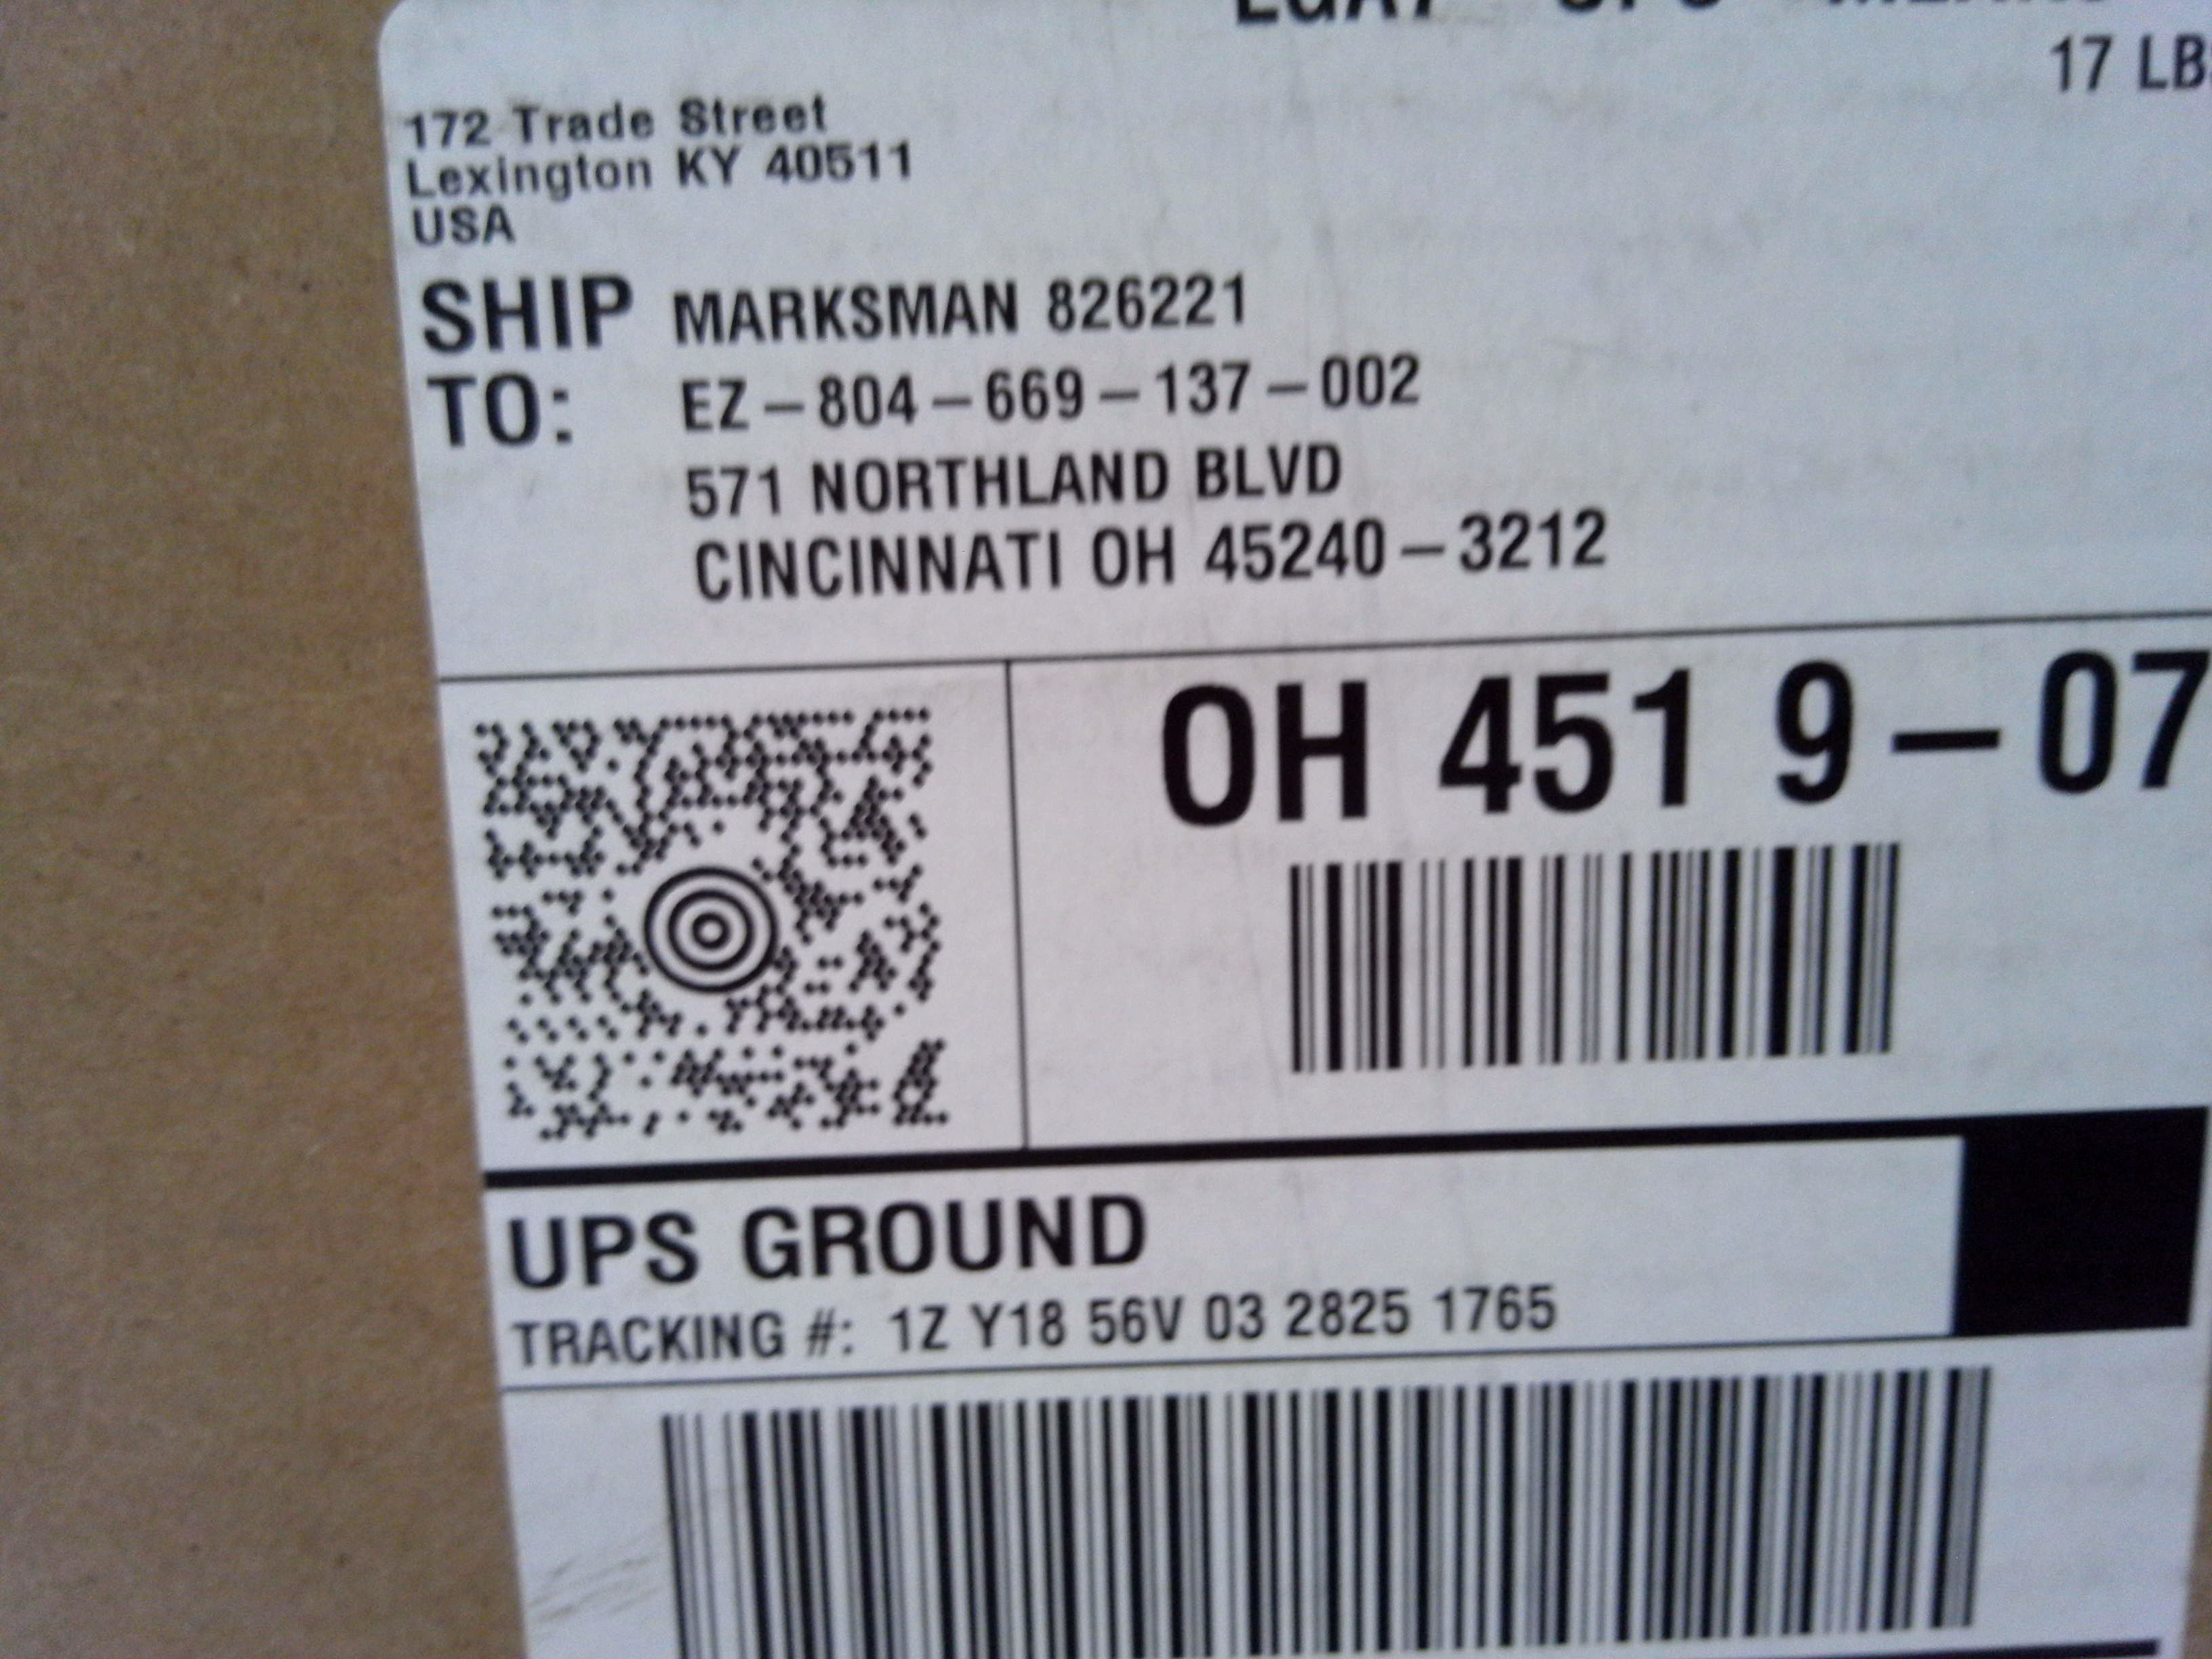 17 LB
172 Trade Street
Lexington KY 40511
USA
SHIP TO:
MARKSMAN 826221
EZ-804-669-137-002
571 NORTHLAND BLVD
CINCINNATI OH 45240-3212
OH 451 9-07
UPS GROUND
TRACKING #: 1Z Y18 56V 03 2825 1765